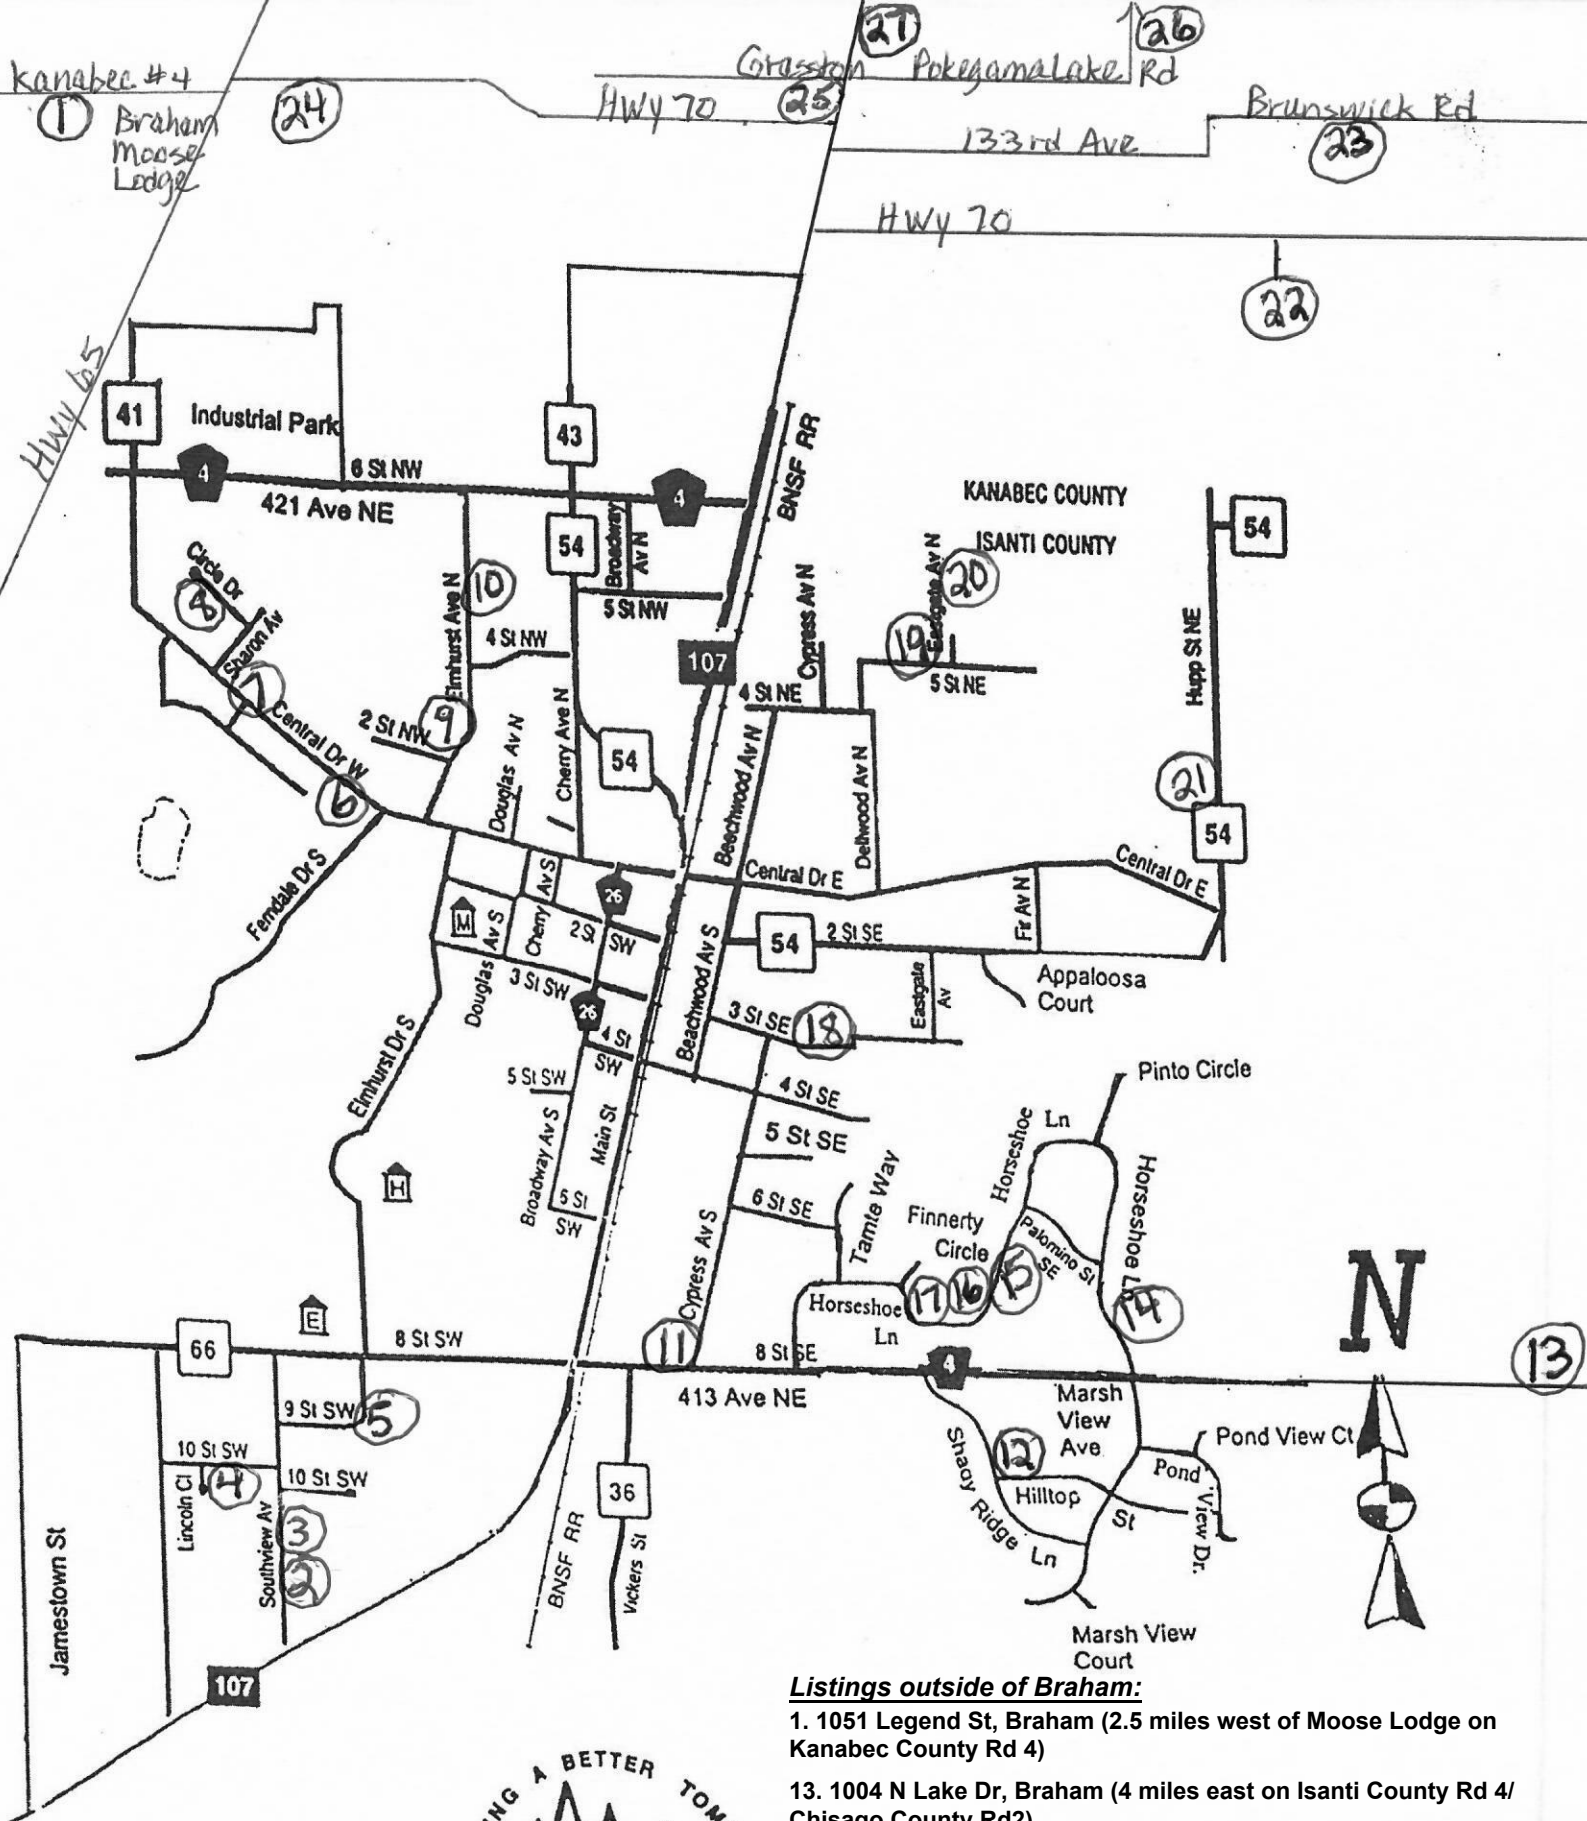 27
26
Kanabec #4
Grasston
Pokegama Lake Rd
1
Braham
Moose
Lodge
24
Hwy 70
25
Brunswick Rd
133rd Ave
23
Hwy 70
22
Hwy 65
41
Industrial Park
43
BNSF RR
4
6 St NW
421 Ave NE
4
KANABEC COUNTY
54
ISANTI COUNTY
54
Broadway
Av N
5 St NW
Circle Dr
8
Sharon Av
Elmhurst Ave N
10
4 St NW
107
Cypress Av N
Eastgate Av N
20
19
5 St NE
Hupp St NE
7
Central Dr W
2 St NW
9
Douglas Av N
Cherry Ave N
54
4 St NE
Beechwood Av N
Dellwood Av N
21
54
6
Ferndale Dr S
Central Dr E
Central Dr E
Fir Av N
M
Av S
Cherry
26
2 St
SW
Douglas
Av S
3 St SW
26
4 St
SW
Beachwood Av S
54
2 St SE
Appaloosa
Court
Eastgate
Av
3 St SE
18
Elmhurst Dr S
5 St SW
Broadway Av S
Main St
5 St
SW
4 St SE
5 St SE
6 St SE
Cypress Av S
Tamte Way
Pinto Circle
Horseshoe
Ln
Horseshoe Ln
Finnerty
Circle
Palomino St
SE
15
16
17
14
Horseshoe
Ln
H
E
66
8 St SW
11
8 St SE
4
413 Ave NE
13
N
9 St SW
5
10 St SW
4
10 St SW
Lincoln Ct
Southview Av
3
2
Jamestown St
107
BNSF RR
36
Vickers St
Marsh
View
Ave
12
Shady Ridge
Ln
Hilltop
St
Pond View Ct
Pond
View Dr.
Marsh View
Court
NG A BETTER TOM
Listings outside of Braham:
1. 1051 Legend St, Braham (2.5 miles west of Moose Lodge on
Kanabec County Rd 4)
13. 1004 N Lake Dr, Braham (4 miles east on Isanti County Rd 4/
Chisago County Rd2)